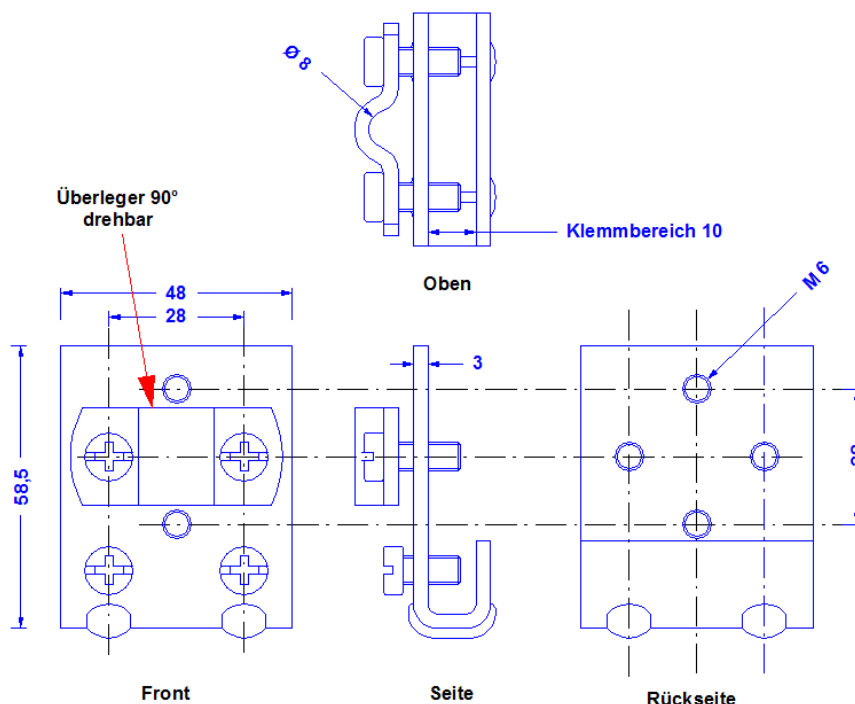 Ø 8
Überleger 90°
drehbar
Klemmbereich 10
Oben
48
28
M 6
3
58,5
Front
Seite
Rückseite